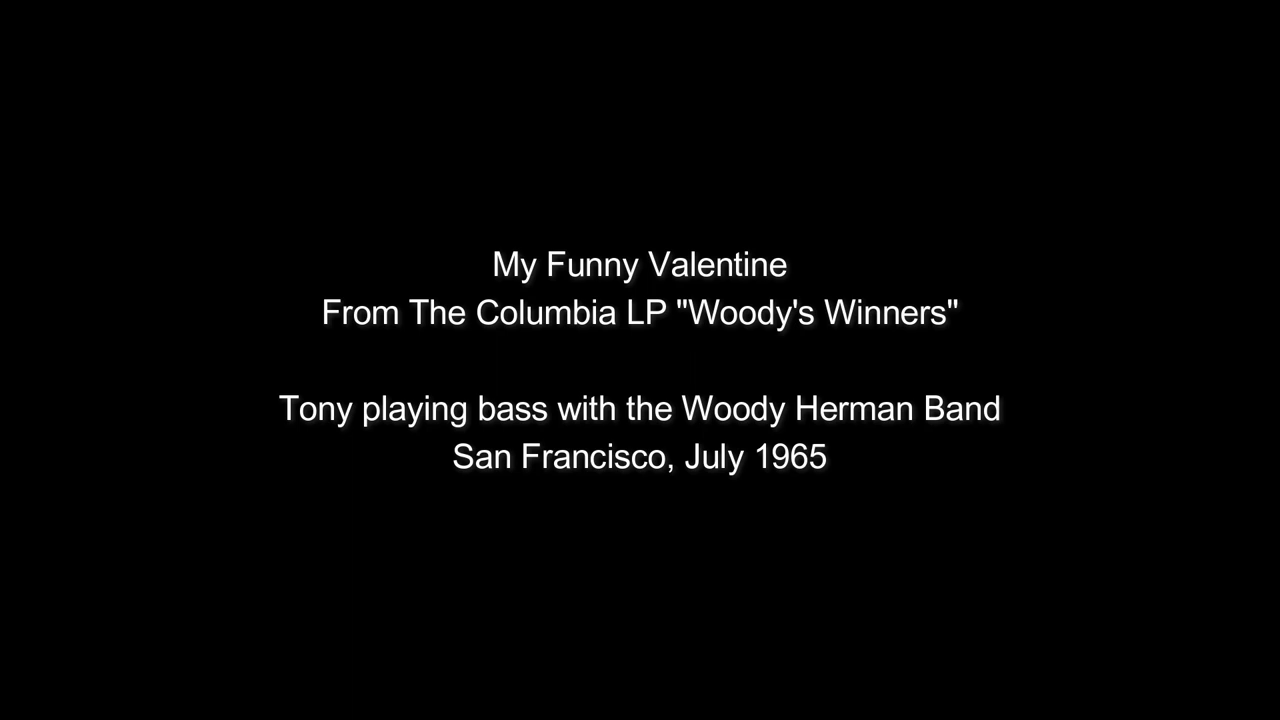 My Funny Valentine
From The Columbia LP "Woody's Winners"
Tony playing bass with the Woody Herman Band
San Francisco, July 1965